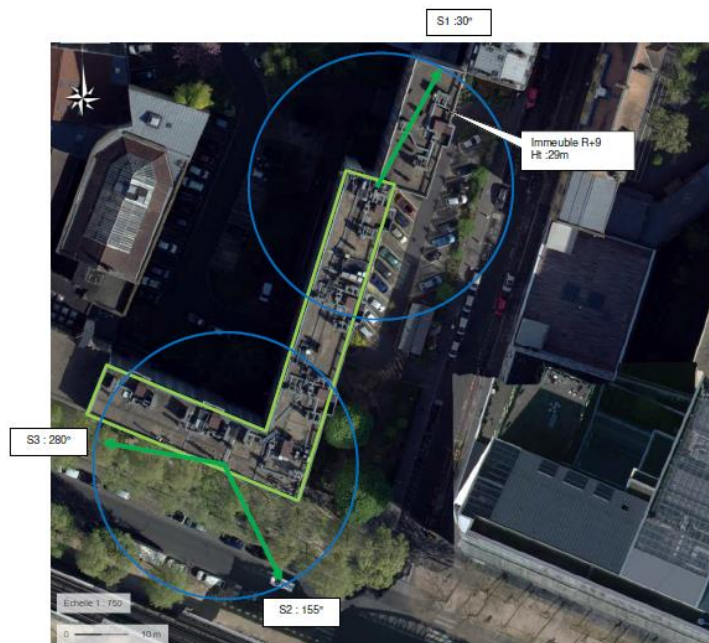 S1 :30°
Immeuble R+9
Ht :29m
S3 : 280°
S2 : 155°
Echelle 1 : 750
0 10 m